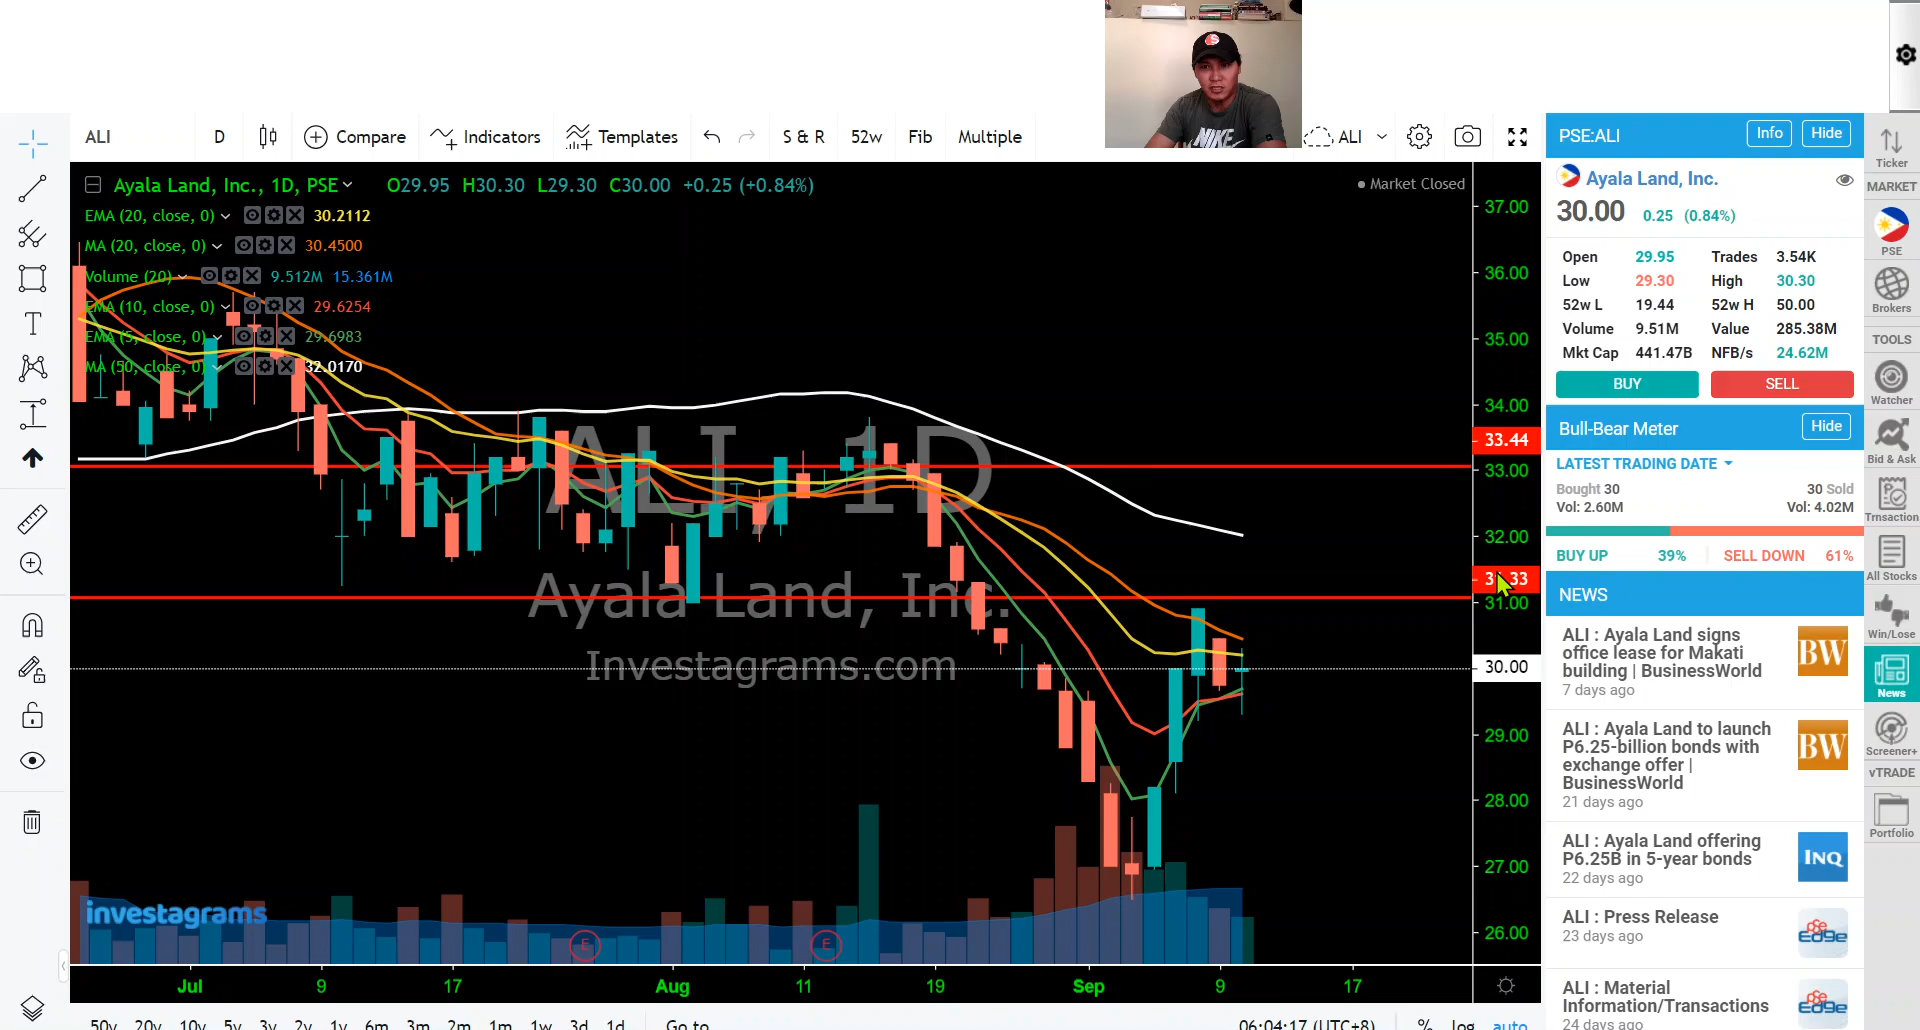 ALI
D
Compare
Indicators
Templates
S & R
52w
Fib
Multiple
NIKE
ALI
Ayala Land, Inc., 1D, PSE
O29.95 H30.30 L29.30 C30.00 +0.25 (+0.84%)
Market Closed
EMA (20, close, 0) 30.2112
MA (20, close, 0) 30.4500
Volume (20) 9.512M 15.361M
EMA (10, close, 0) 29.6254
EMA (5, close, 0) 29.6983
MA (50, close, 0) 32.0170
ALI, 1D
Ayala Land, Inc.
Investagrams.com
investagrams
E
E
37.00
36.00
35.00
34.00
33.44
33.00
32.00
31.00
30.00
29.00
28.00
27.00
26.00
Jul
9
17
Aug
11
19
Sep
9
17
50y 20y 10y 5y 3y 2y 1y 6m 3m 2m 1m 1w 3d 1d
Go to
06:04:17 (UTC+8)
% log auto
PSE:ALI
Info
Hide
Ayala Land, Inc.
30.00 0.25 (0.84%)
Open 29.95 Trades 3.54K
Low 29.30 High 30.30
52w L 19.44 52w H 50.00
Volume 9.51M Value 285.38M
Mkt Cap 441.47B NFB/s 24.62M
BUY
SELL
Bull-Bear Meter
Hide
LATEST TRADING DATE
Bought 30 30 Sold
Vol: 2.60M Vol: 4.02M
BUY UP 39% SELL DOWN 61%
NEWS
ALI : Ayala Land signs
office lease for Makati
building | BusinessWorld
7 days ago
BW
ALI : Ayala Land to launch
P6.25-billion bonds with
exchange offer |
BusinessWorld
21 days ago
BW
ALI : Ayala Land offering
P6.25B in 5-year bonds
22 days ago
INQ
ALI : Press Release
23 days ago
PSE
EDGE
ALI : Material
Information/Transactions
24 days ago
PSE
EDGE
Ticker
MARKET
PSE
Brokers
TOOLS
Watcher
Bid & Ask
Trnsaction
All Stocks
Win/Lose
News
Screener+
vTRADE
Portfolio